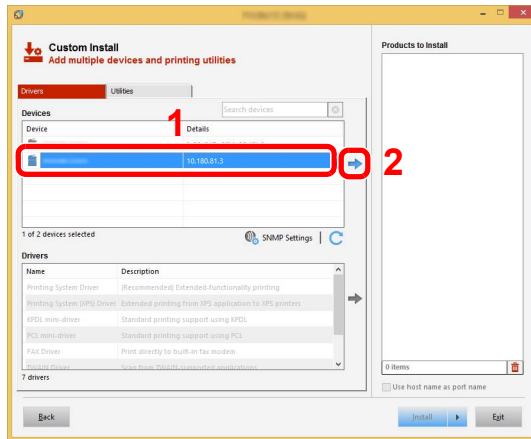 Custom Install
Add multiple devices and printing utilities
Products to Install
Drivers Utilities
Devices
Search devices
1
Device Details
10.180.81.3
2
1 of 2 devices selected
SNMP Settings
Drivers
Name Description
Printing System Driver (Recommended) Extended-functionality printing
Printing System (XPS) Driver Extended printing from XPS application to XPS printers
KPDL mini-driver Standard printing support using KPDL
PCL mini-driver Standard printing support using PCL
FAX Driver Print directly to built-in fax modem
TWAIN Driver Scan from TWAIN-supported applications
7 drivers
0 items
Use host name as port name
Back
Install
Exit